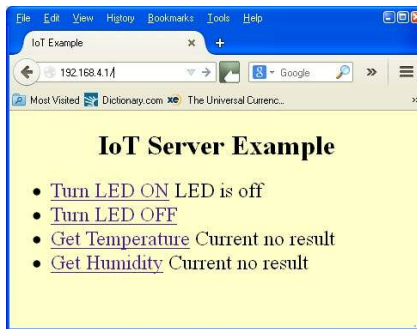 File Edit View History Bookmarks Tools Help
IoT Example
192.168.4.1/
Google
Most Visited Dictionary.com xe The Universal Currenc...
IoT Server Example
Turn LED ON LED is off
Turn LED OFF
Get Temperature Current no result
Get Humidity Current no result